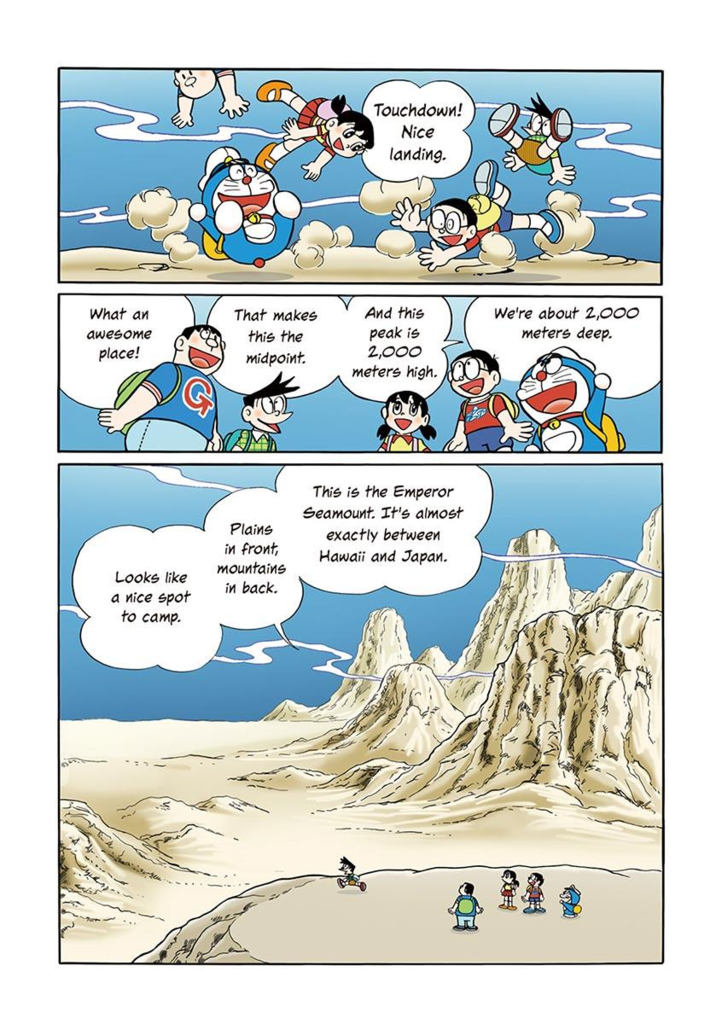 Touchdown!
Nice
landing.
We're about 2,000
meters deep.
And this
peak is
2,000
meters high.
That makes
this the
midpoint.
What an
awesome
place!
G
This is the Emperor
Seamount. It's almost
exactly between
Hawaii and Japan.
Plains
in front,
mountains
in back.
Looks like
a nice spot
to camp.